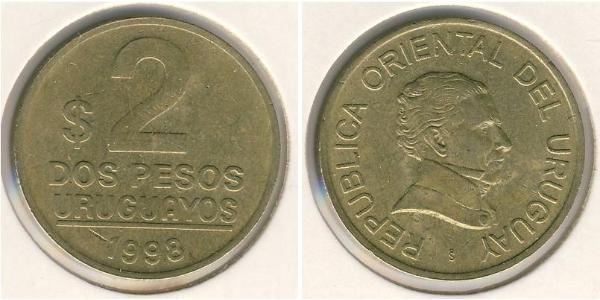 $ 2
DOS PESOS
URUGUAYOS
1998
REPUBLICA ORIENTAL DEL URUGUAY
S